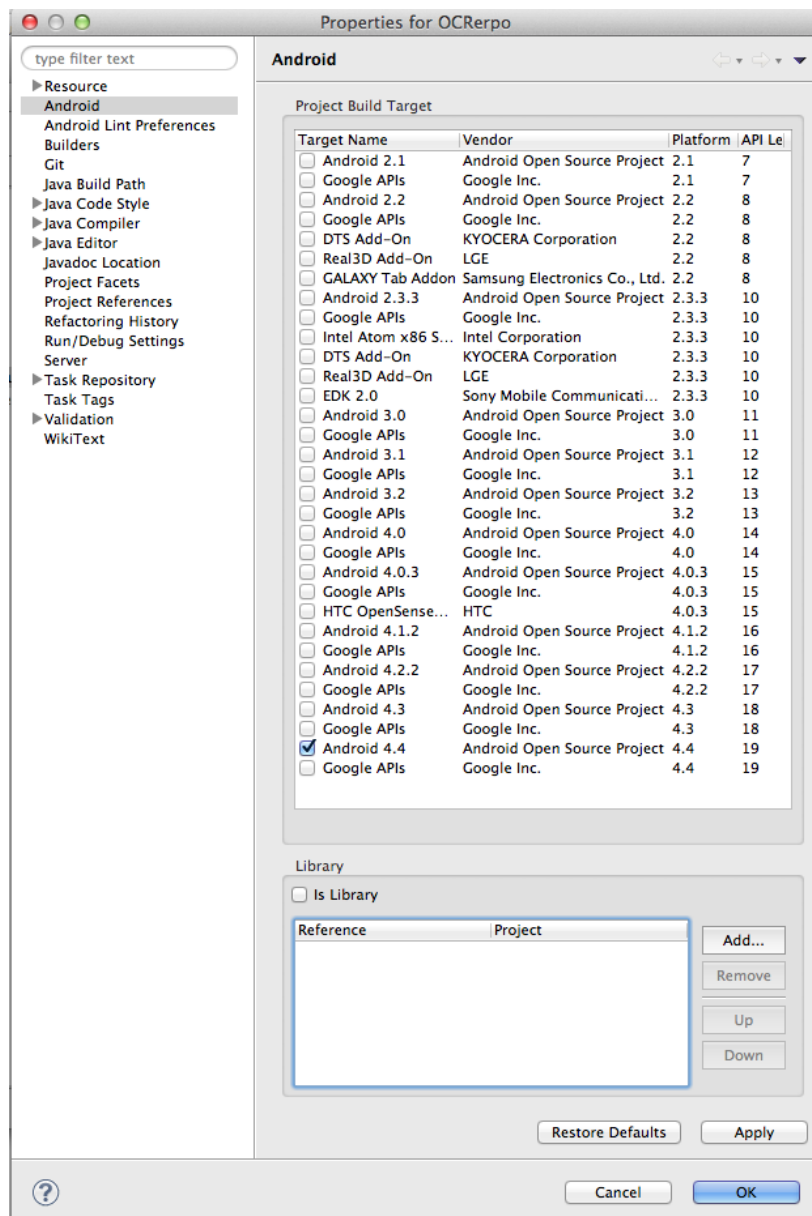 Properties for OCRerpo
type filter text
Resource
Android
Android Lint Preferences
Builders
Git
Java Build Path
Java Code Style
Java Compiler
Java Editor
Javadoc Location
Project Facets
Project References
Refactoring History
Run/Debug Settings
Server
Task Repository
Task Tags
Validation
WikiText
Android
Project Build Target
Target Name Vendor Platform API Le
Android 2.1 Android Open Source Project 2.1 7
Google APIs Google Inc. 2.1 7
Android 2.2 Android Open Source Project 2.2 8
Google APIs Google Inc. 2.2 8
DTS Add-On KYOCERA Corporation 2.2 8
Real3D Add-On LGE 2.2 8
GALAXY Tab Addon Samsung Electronics Co., Ltd. 2.2 8
Android 2.3.3 Android Open Source Project 2.3.3 10
Google APIs Google Inc. 2.3.3 10
Intel Atom x86 S... Intel Corporation 2.3.3 10
DTS Add-On KYOCERA Corporation 2.3.3 10
Real3D Add-On LGE 2.3.3 10
EDK 2.0 Sony Mobile Communicati... 2.3.3 10
Android 3.0 Android Open Source Project 3.0 11
Google APIs Google Inc. 3.0 11
Android 3.1 Android Open Source Project 3.1 12
Google APIs Google Inc. 3.1 12
Android 3.2 Android Open Source Project 3.2 13
Google APIs Google Inc. 3.2 13
Android 4.0 Android Open Source Project 4.0 14
Google APIs Google Inc. 4.0 14
Android 4.0.3 Android Open Source Project 4.0.3 15
Google APIs Google Inc. 4.0.3 15
HTC OpenSense... HTC 4.0.3 15
Android 4.1.2 Android Open Source Project 4.1.2 16
Google APIs Google Inc. 4.1.2 16
Android 4.2.2 Android Open Source Project 4.2.2 17
Google APIs Google Inc. 4.2.2 17
Android 4.3 Android Open Source Project 4.3 18
Google APIs Google Inc. 4.3 18
Android 4.4 Android Open Source Project 4.4 19
Google APIs Google Inc. 4.4 19
Library
Is Library
Reference Project
Add...
Remove
Up
Down
Restore Defaults Apply
? Cancel OK